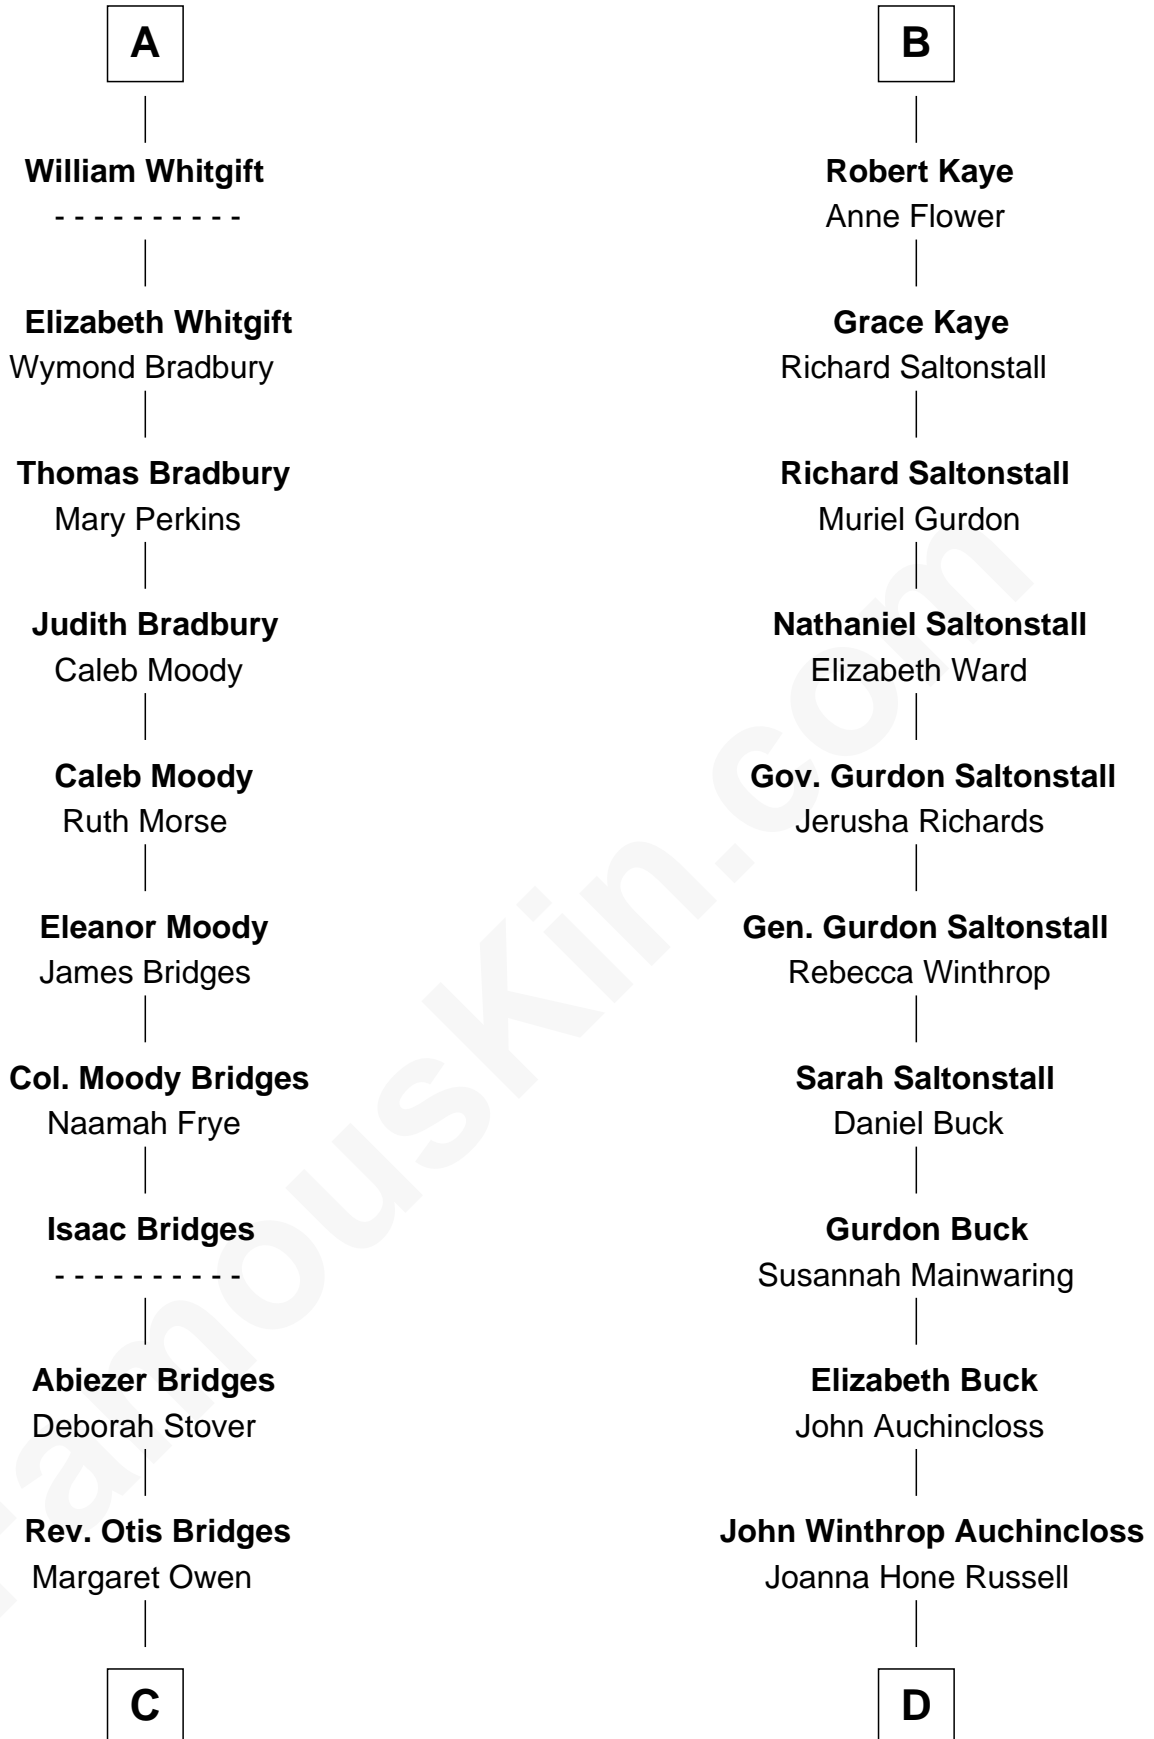 A
William Whitgift
- - - - - - - - - -
Elizabeth Whitgift
Wymond Bradbury
Thomas Bradbury
Mary Perkins
Judith Bradbury
Caleb Moody
Caleb Moody
Ruth Morse
Eleanor Moody
James Bridges
Col. Moody Bridges
Naamah Frye
Isaac Bridges
- - - - - - - - - -
Abiezer Bridges
Deborah Stover
Rev. Otis Bridges
Margaret Owen
C
B
Robert Kaye
Anne Flower
Grace Kaye
Richard Saltonstall
Richard Saltonstall
Muriel Gurdon
Nathaniel Saltonstall
Elizabeth Ward
Gov. Gurdon Saltonstall
Jerusha Richards
Gen. Gurdon Saltonstall
Rebecca Winthrop
Sarah Saltonstall
Daniel Buck
Gurdon Buck
Susannah Mainwaring
Elizabeth Buck
John Auchincloss
John Winthrop Auchincloss
Joanna Hone Russell
D
FamousKin.com